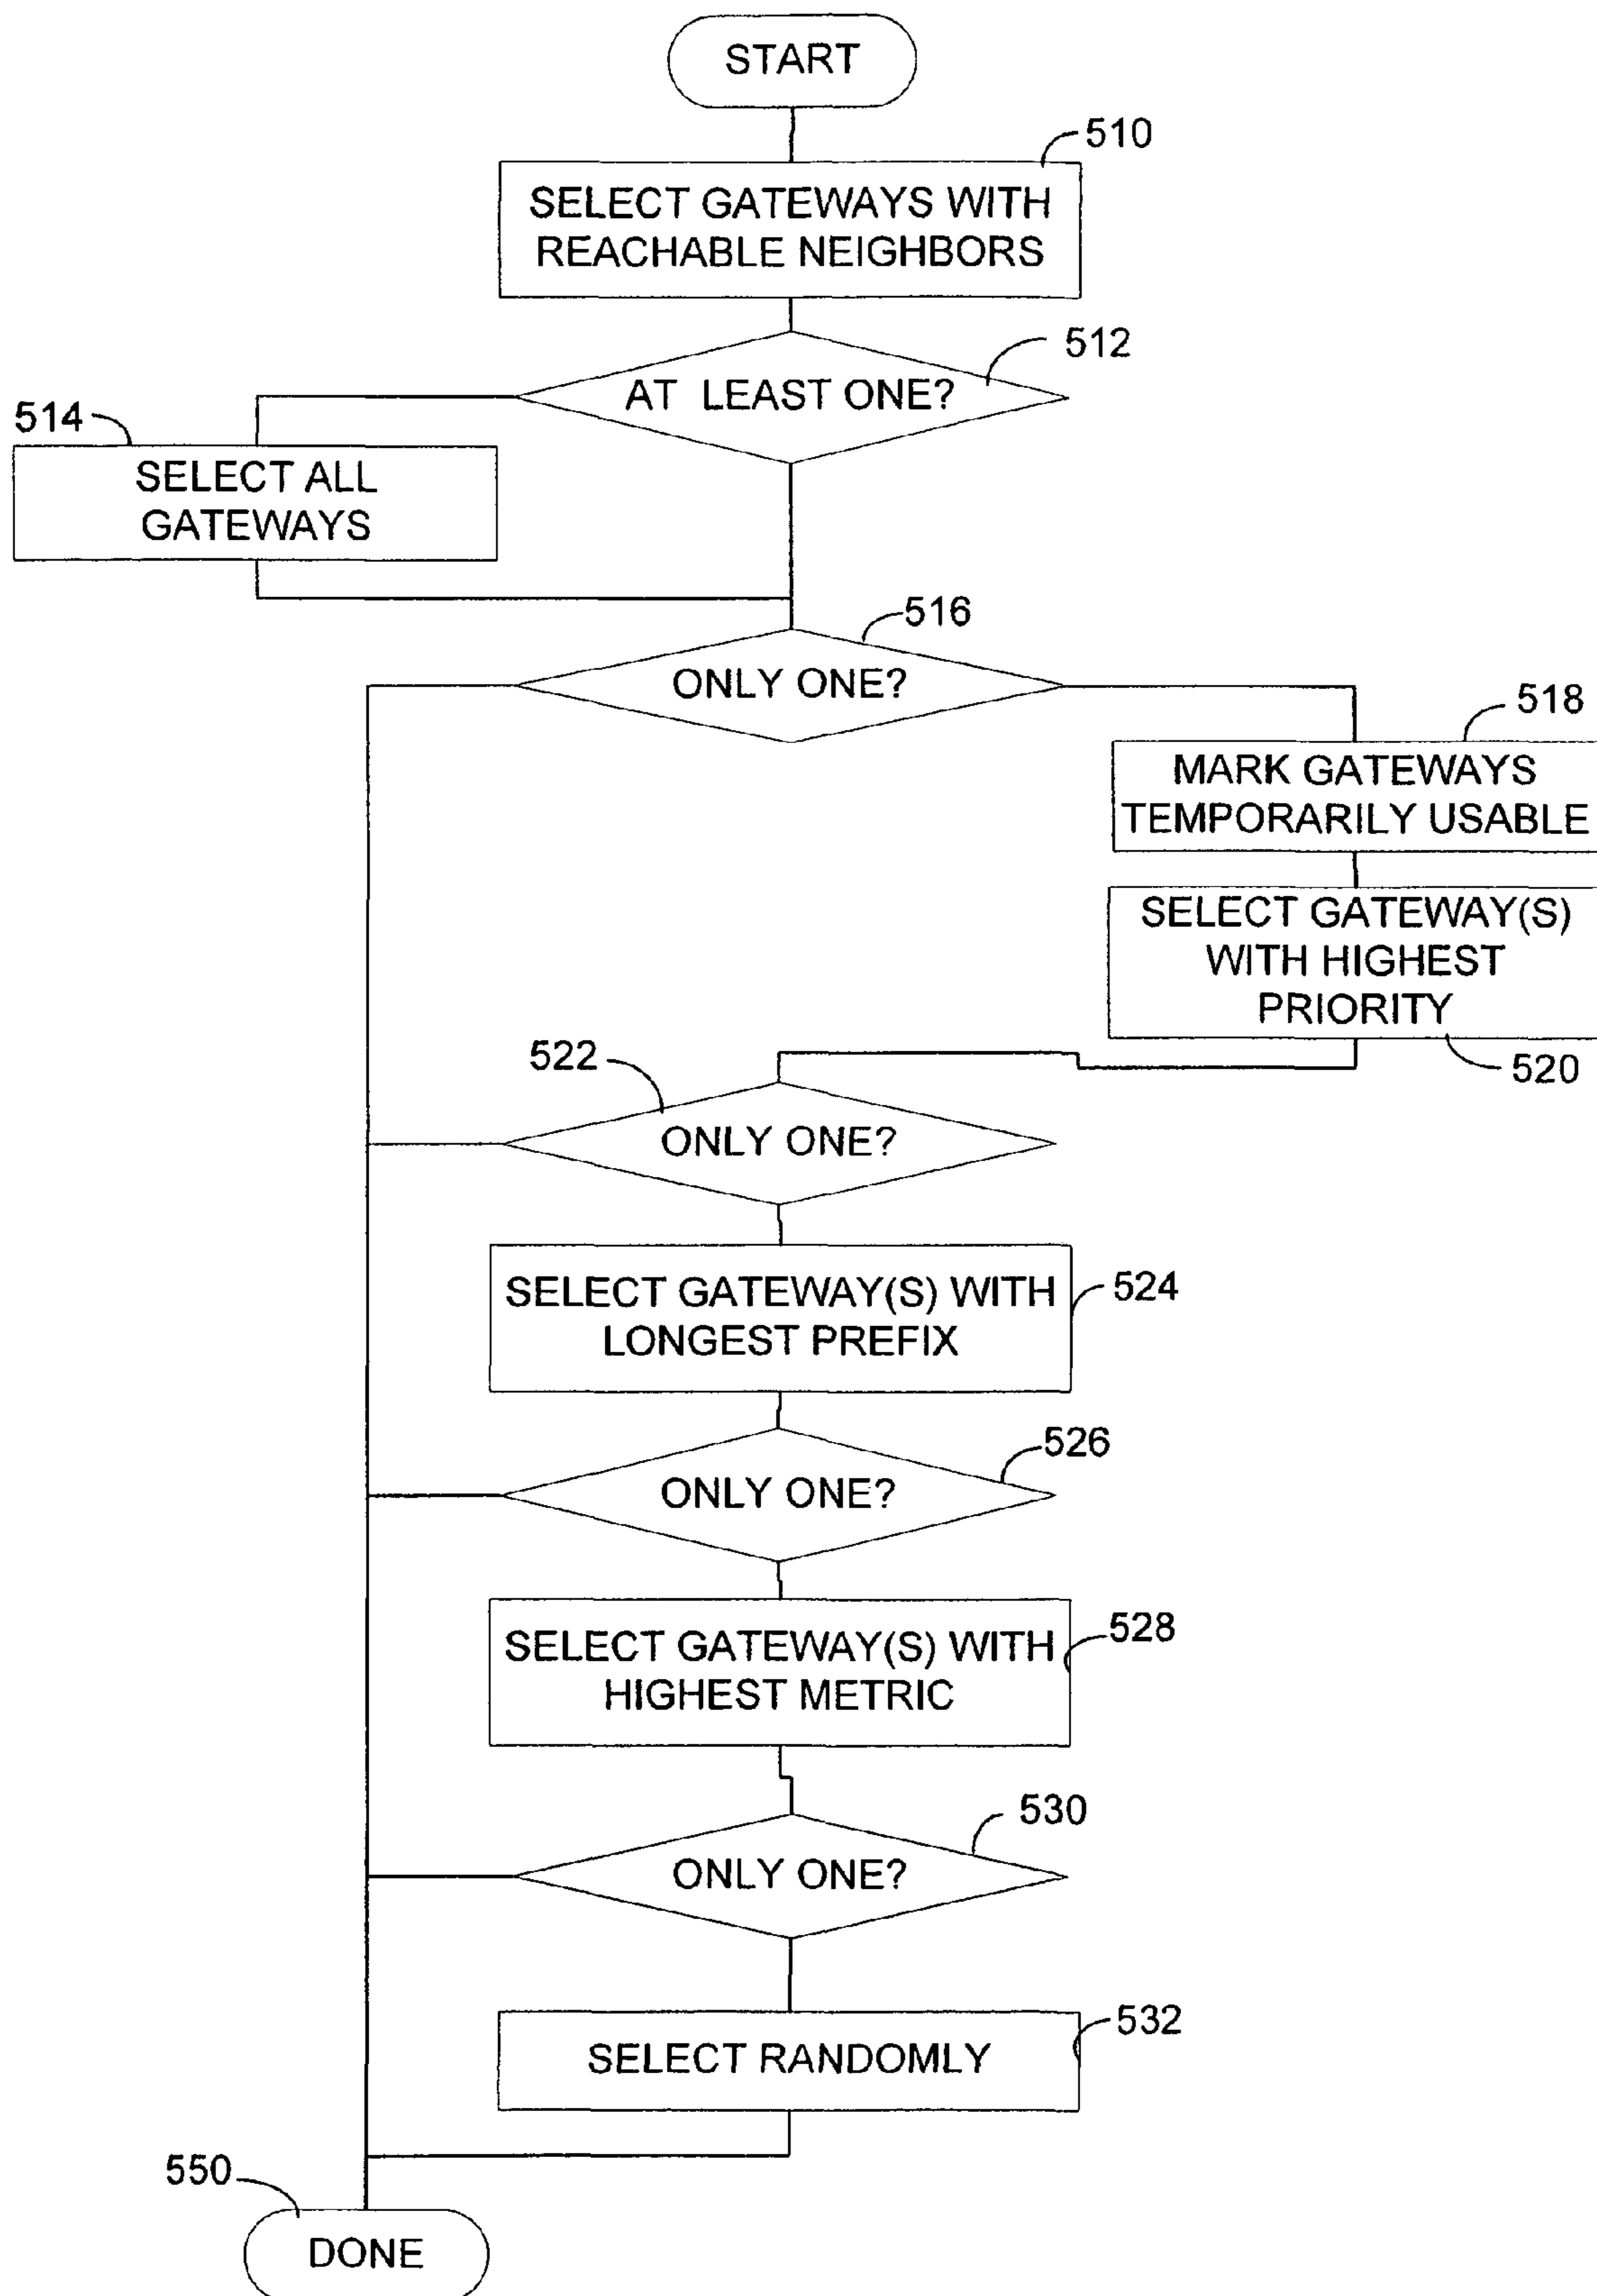 START
510
SELECT GATEWAYS WITH
REACHABLE NEIGHBORS
512
AT LEAST ONE?
514
SELECT ALL
GATEWAYS
516
ONLY ONE?
518
MARK GATEWAYS
TEMPORARILY USABLE
SELECT GATEWAY(S)
WITH HIGHEST
PRIORITY
520
522
ONLY ONE?
SELECT GATEWAY(S) WITH
LONGEST PREFIX
524
526
ONLY ONE?
SELECT GATEWAY(S) WITH
HIGHEST METRIC
528
530
ONLY ONE?
532
SELECT RANDOMLY
550
DONE